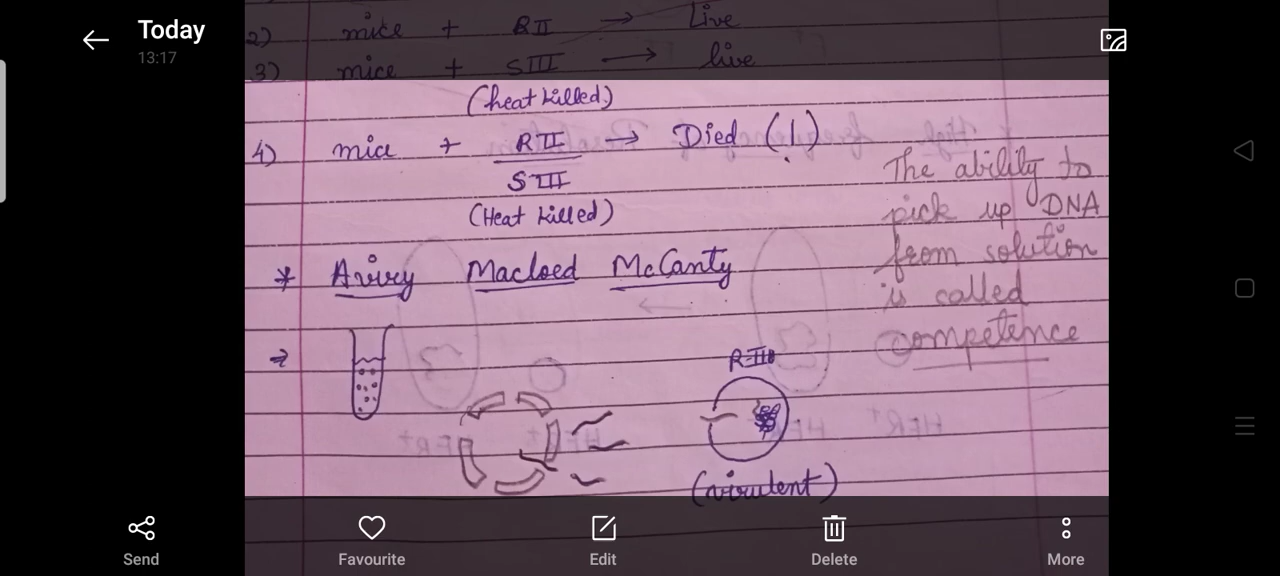 Today
13:17
2) mice + RII → Live
3) mice + SIII → live
(heat killed)
4) mice + RII → Died (!)
SIII
(Heat killed)
The ability to
pick up DNA
from solution
is called
competence
* Aviry Macloed McCanty
(virulent)
Send
Favourite
Edit
Delete
More